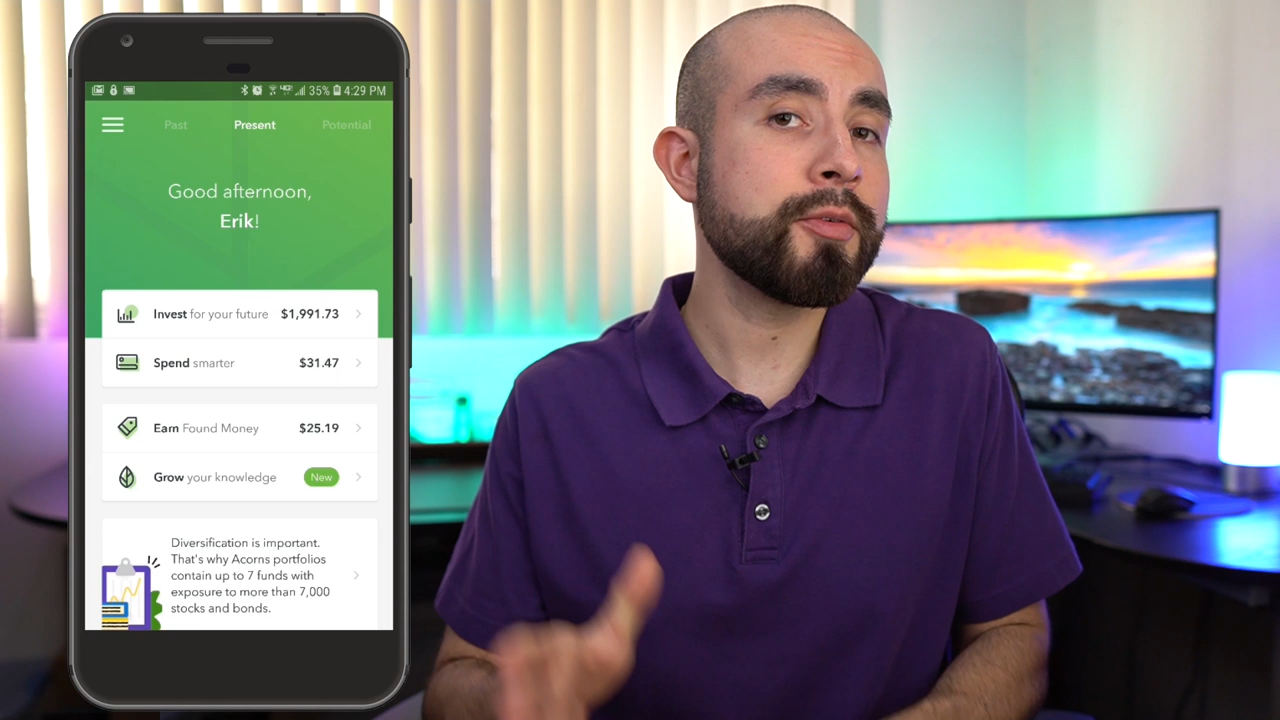 35% 4:29 PM
Past Present Potential
Good afternoon,
Erik!
Invest for your future $1,991.73
Spend smarter $31.47
Earn Found Money $25.19
Grow your knowledge New
Diversification is important.
That's why Acorns portfolios
contain up to 7 funds with
exposure to more than 7,000
stocks and bonds.